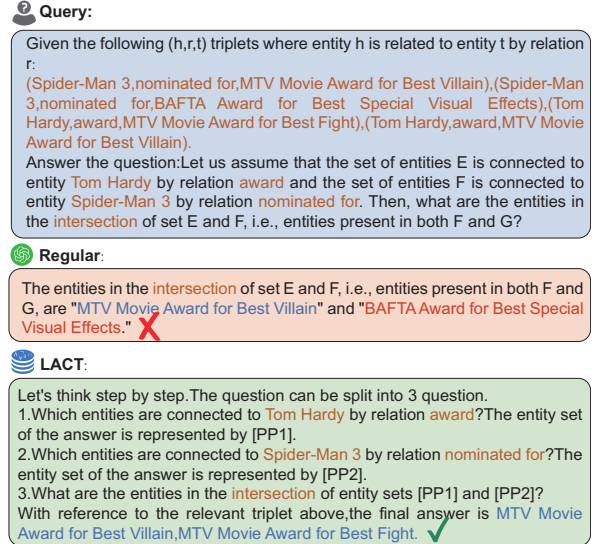 Query:
Given the following (h,r,t) triplets where entity h is related to entity t by relation
r:
(Spider-Man 3,nominated for,MTV Movie Award for Best Villain),(Spider-Man
3,nominated for,BAFTA Award for Best Special Visual Effects),(Tom
Hardy,award,MTV Movie Award for Best Fight),(Tom Hardy,award,MTV Movie
Award for Best Villain).
Answer the question:Let us assume that the set of entities E is connected to
entity Tom Hardy by relation award and the set of entities F is connected to
entity Spider-Man 3 by relation nominated for. Then, what are the entities in
the intersection of set E and F, i.e., entities present in both F and G?
Regular:
The entities in the intersection of set E and F, i.e., entities present in both F and
G, are "MTV Movie Award for Best Villain" and "BAFTA Award for Best Special
Visual Effects."
LACT:
Let's think step by step.The question can be split into 3 question.
1.Which entities are connected to Tom Hardy by relation award?The entity set
of the answer is represented by [PP1].
2.Which entities are connected to Spider-Man 3 by relation nominated for?The
entity set of the answer is represented by [PP2].
3.What are the entities in the intersection of entity sets [PP1] and [PP2]?
With reference to the relevant triplet above,the final answer is MTV Movie
Award for Best Villain,MTV Movie Award for Best Fight.